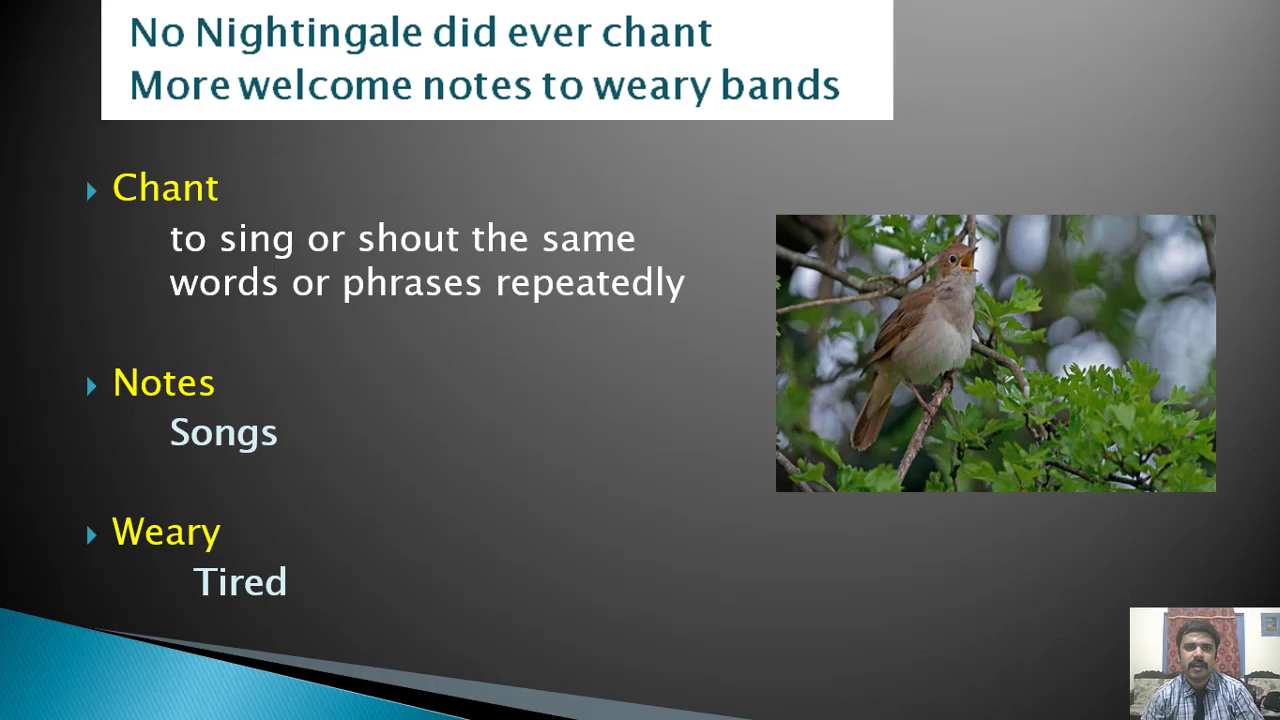 No Nightingale did ever chant
More welcome notes to weary bands
Chant
to sing or shout the same
words or phrases repeatedly
Notes
Songs
Weary
Tired